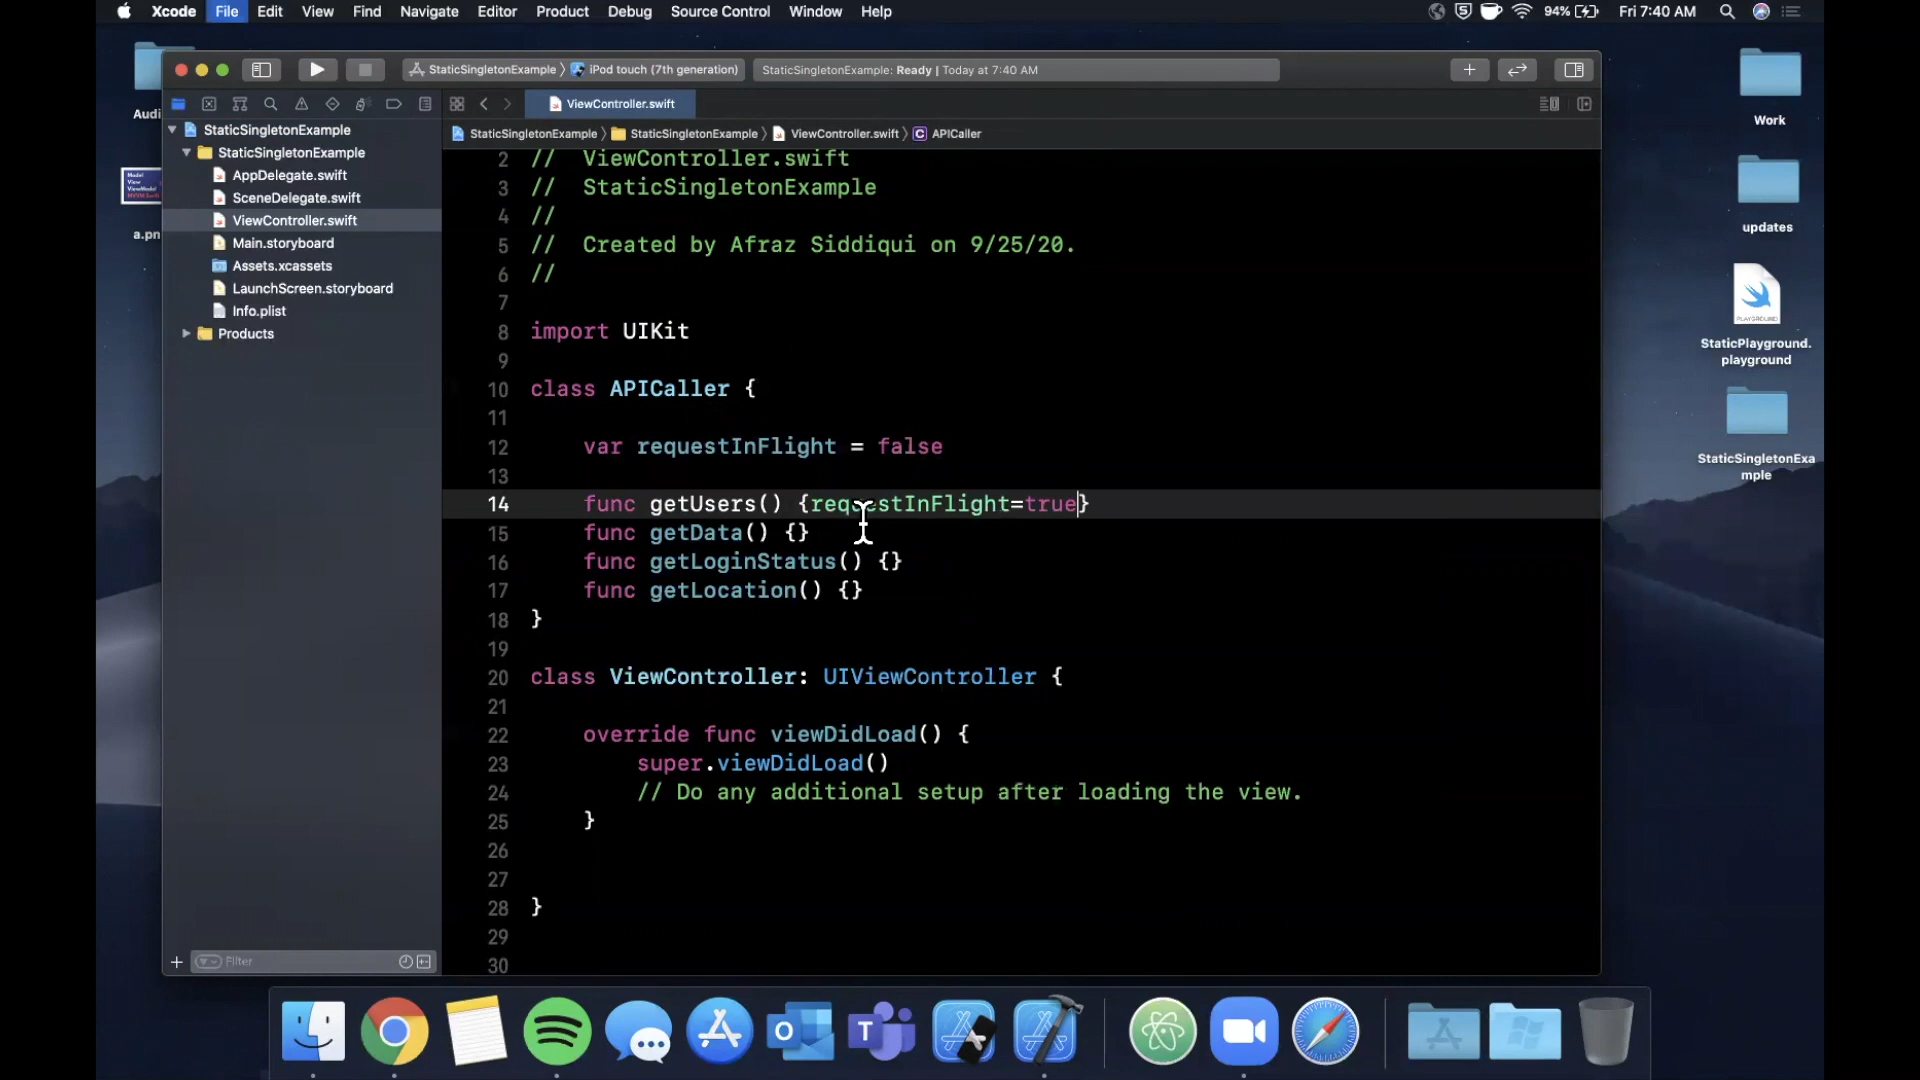 Xcode File Edit View Find Navigate Editor Product Debug Source Control Window Help
94% Fri 7:40 AM
StaticSingletonExample iPod touch (7th generation)
StaticSingletonExample: Ready | Today at 7:40 AM
Audi
a.pn
ViewController.swift
StaticSingletonExample ViewController.swift APICaller
StaticSingletonExample
StaticSingletonExample
StaticSingletonExample
AppDelegate.swift
SceneDelegate.swift
ViewController.swift
Main.storyboard
Assets.xcassets
LaunchScreen.storyboard
Info.plist
Products
Filter
2 // ViewController.swift
3 // StaticSingletonExample
4 //
5 // Created by Afraz Siddiqui on 9/25/20.
6 //
7
8 import UIKit
9
10 class APICaller {
11
12 var requestInFlight = false
13
14 func getUsers() {requestInFlight=true}
15 func getData() {}
16 func getLoginStatus() {}
17 func getLocation() {}
18 }
19
20 class ViewController: UIViewController {
21
22 override func viewDidLoad() {
23 super.viewDidLoad()
24 // Do any additional setup after loading the view.
25 }
26
27
28 }
29
30
Work
updates
PLAYGROUND
StaticPlayground.
playground
StaticSingletonExa
mple